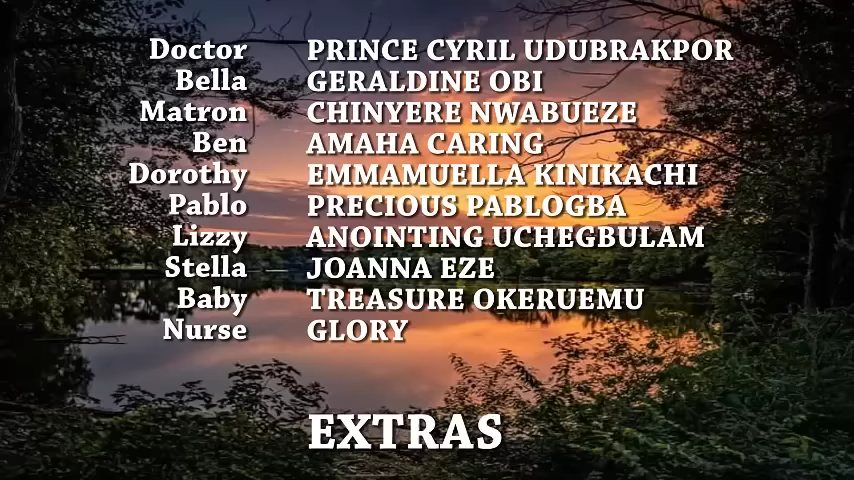 Doctor PRINCE CYRIL UDUBRAKPOR
Bella GERALDINE OBI
Matron CHINYERE NWABUEZE
Ben AMAHA CARING
Dorothy EMMAMUELLA KINIKACHI
Pablo PRECIOUS PABLOGBA
Lizzy ANOINTING UCHEGBULAM
Stella JOANNA EZE
Baby TREASURE OKERUEMU
Nurse GLORY
EXTRAS